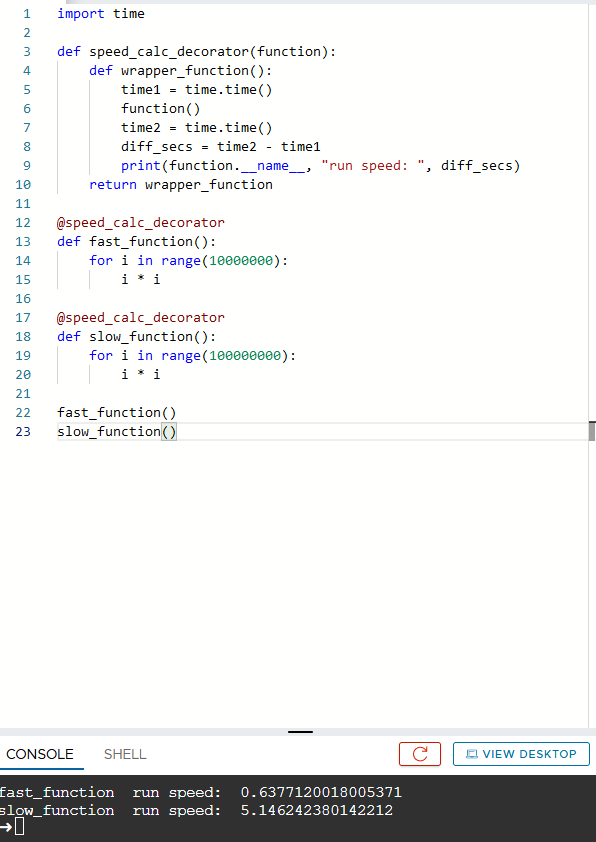 1 import time
2
3 def speed_calc_decorator(function):
4     def wrapper_function():
5         time1 = time.time()
6         function()
7         time2 = time.time()
8         diff_secs = time2 - time1
9         print(function.__name__, "run speed: ", diff_secs)
10     return wrapper_function
11
12 @speed_calc_decorator
13 def fast_function():
14     for i in range(10000000):
15         i * i
16
17 @speed_calc_decorator
18 def slow_function():
19     for i in range(100000000):
20         i * i
21
22 fast_function()
23 slow_function()
CONSOLE SHELL VIEW DESKTOP
fast_function  run speed:  0.6377120018005371
slow_function  run speed:  5.146242380142212
➜